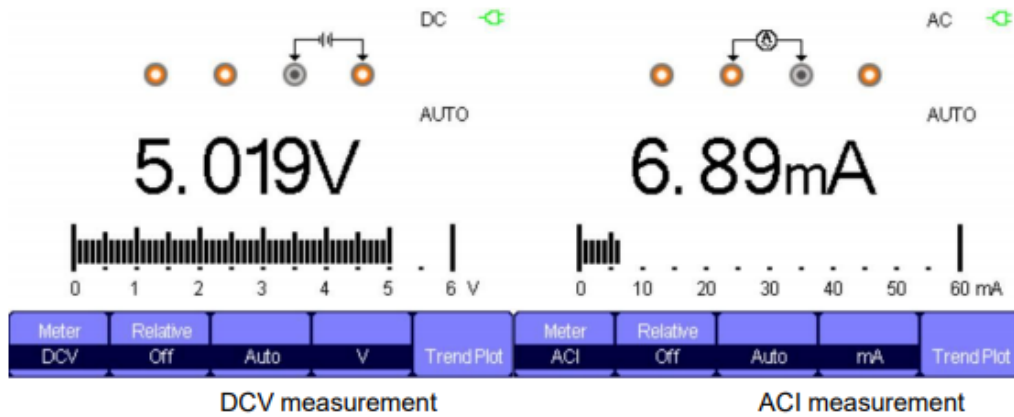 DC
AUTO
5.019V
0 1 2 3 4 5 6 V
Meter Relative
DCV Off Auto V Trend Plot
DCV measurement
AC
A
AUTO
6.89mA
0 10 20 30 40 50 60 mA
Meter Relative
ACI Off Auto mA Trend Plot
ACI measurement